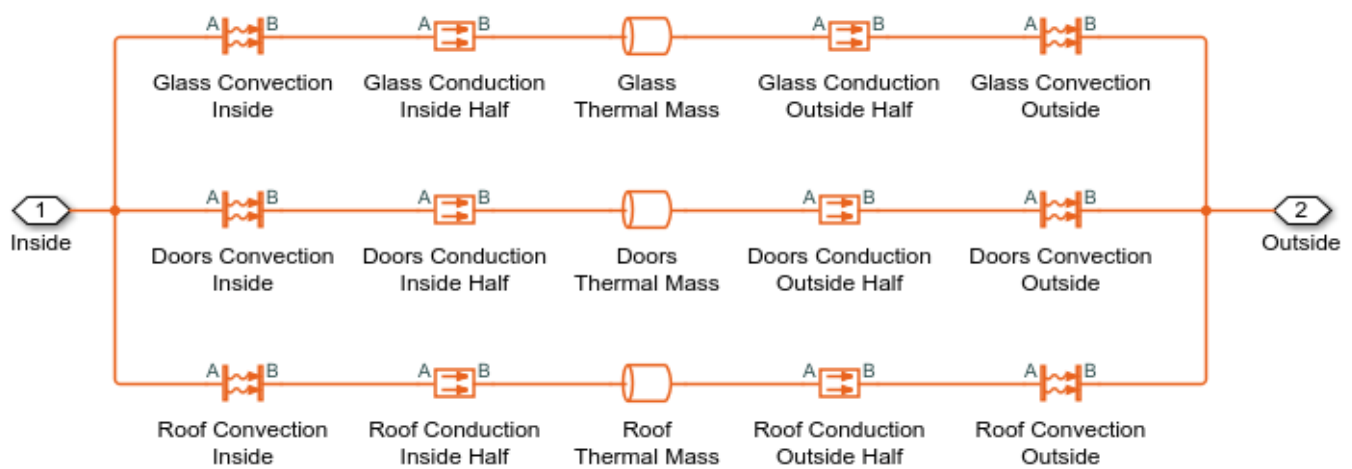 A B A B A B A B
Glass Convection Glass Conduction Glass Glass Conduction Glass Convection
Inside Inside Half Thermal Mass Outside Half Outside
1 A B A B A B A B 2
Inside Outside
Doors Convection Doors Conduction Doors Doors Conduction Doors Convection
Inside Inside Half Thermal Mass Outside Half Outside
A B A B A B A B
Roof Convection Roof Conduction Roof Roof Conduction Roof Convection
Inside Inside Half Thermal Mass Outside Half Outside